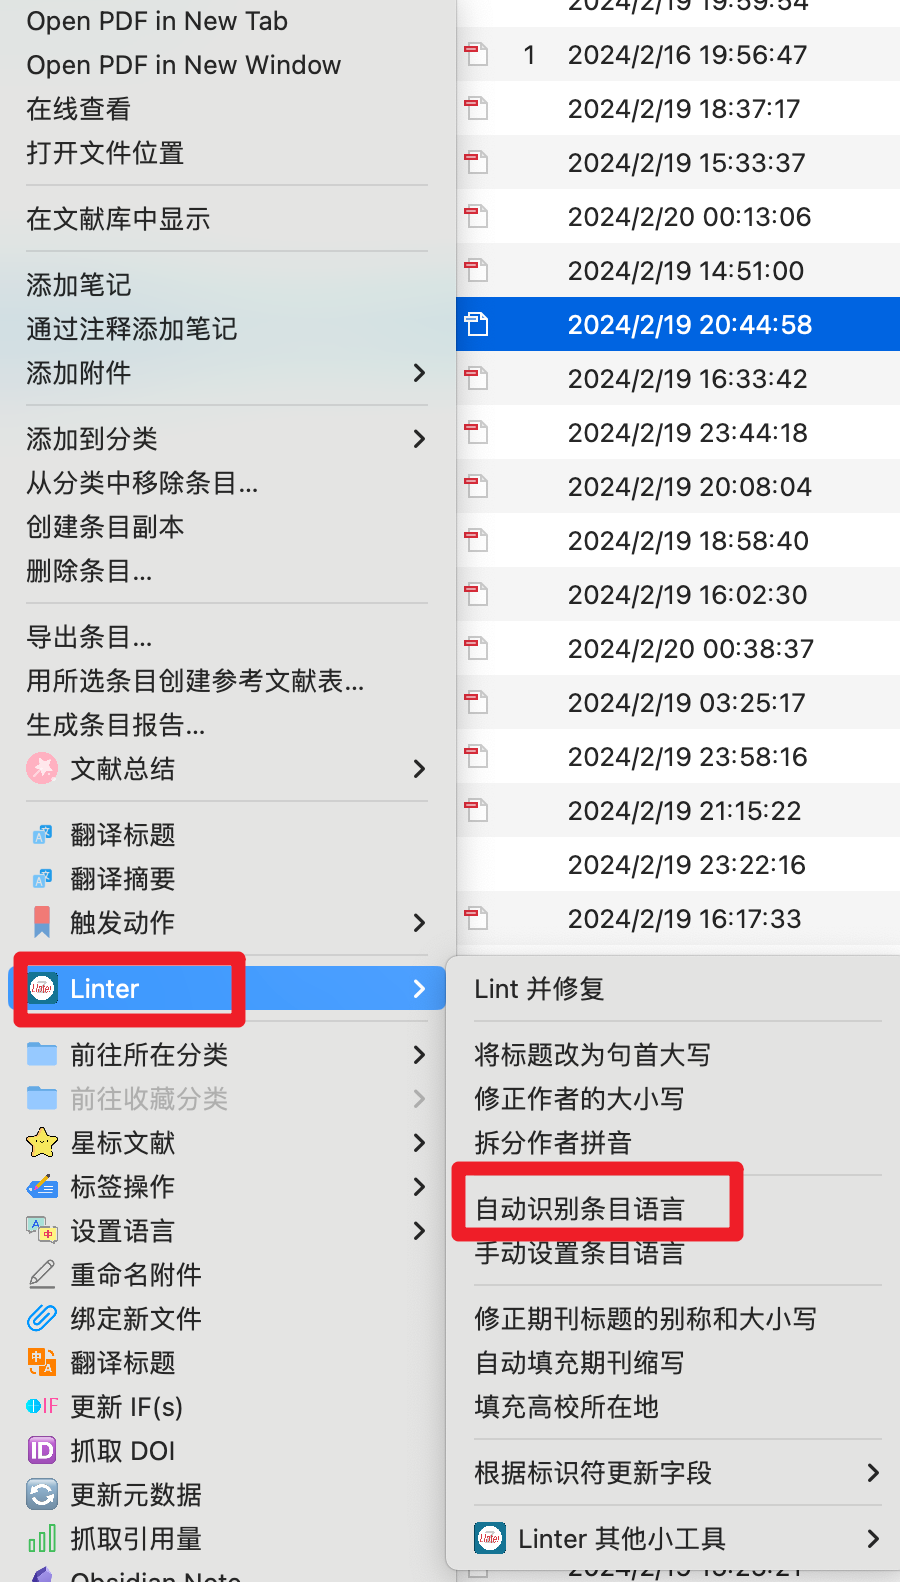 Open PDF in New Tab
Open PDF in New Window
在线查看
打开文件位置
在文献库中显示
添加笔记
通过注释添加笔记
添加附件
添加到分类
从分类中移除条目...
创建条目副本
删除条目...
导出条目...
用所选条目创建参考文献表...
生成条目报告...
文献总结
翻译标题
翻译摘要
触发动作
Linter
前往所在分类
前往收藏分类
星标文献
标签操作
设置语言
重命名附件
绑定新文件
翻译标题
更新 IF(s)
抓取 DOI
更新元数据
抓取引用量
Obsidian Note
2024/2/19 19:59:54
1 2024/2/16 19:56:47
2024/2/19 18:37:17
2024/2/19 15:33:37
2024/2/20 00:13:06
2024/2/19 14:51:00
2024/2/19 20:44:58
2024/2/19 16:33:42
2024/2/19 23:44:18
2024/2/19 20:08:04
2024/2/19 18:58:40
2024/2/19 16:02:30
2024/2/20 00:38:37
2024/2/19 03:25:17
2024/2/19 23:58:16
2024/2/19 21:15:22
2024/2/19 23:22:16
2024/2/19 16:17:33
Lint 并修复
将标题改为句首大写
修正作者的大小写
拆分作者拼音
自动识别条目语言
手动设置条目语言
修正期刊标题的别称和大小写
自动填充期刊缩写
填充高校所在地
根据标识符更新字段
Linter 其他小工具